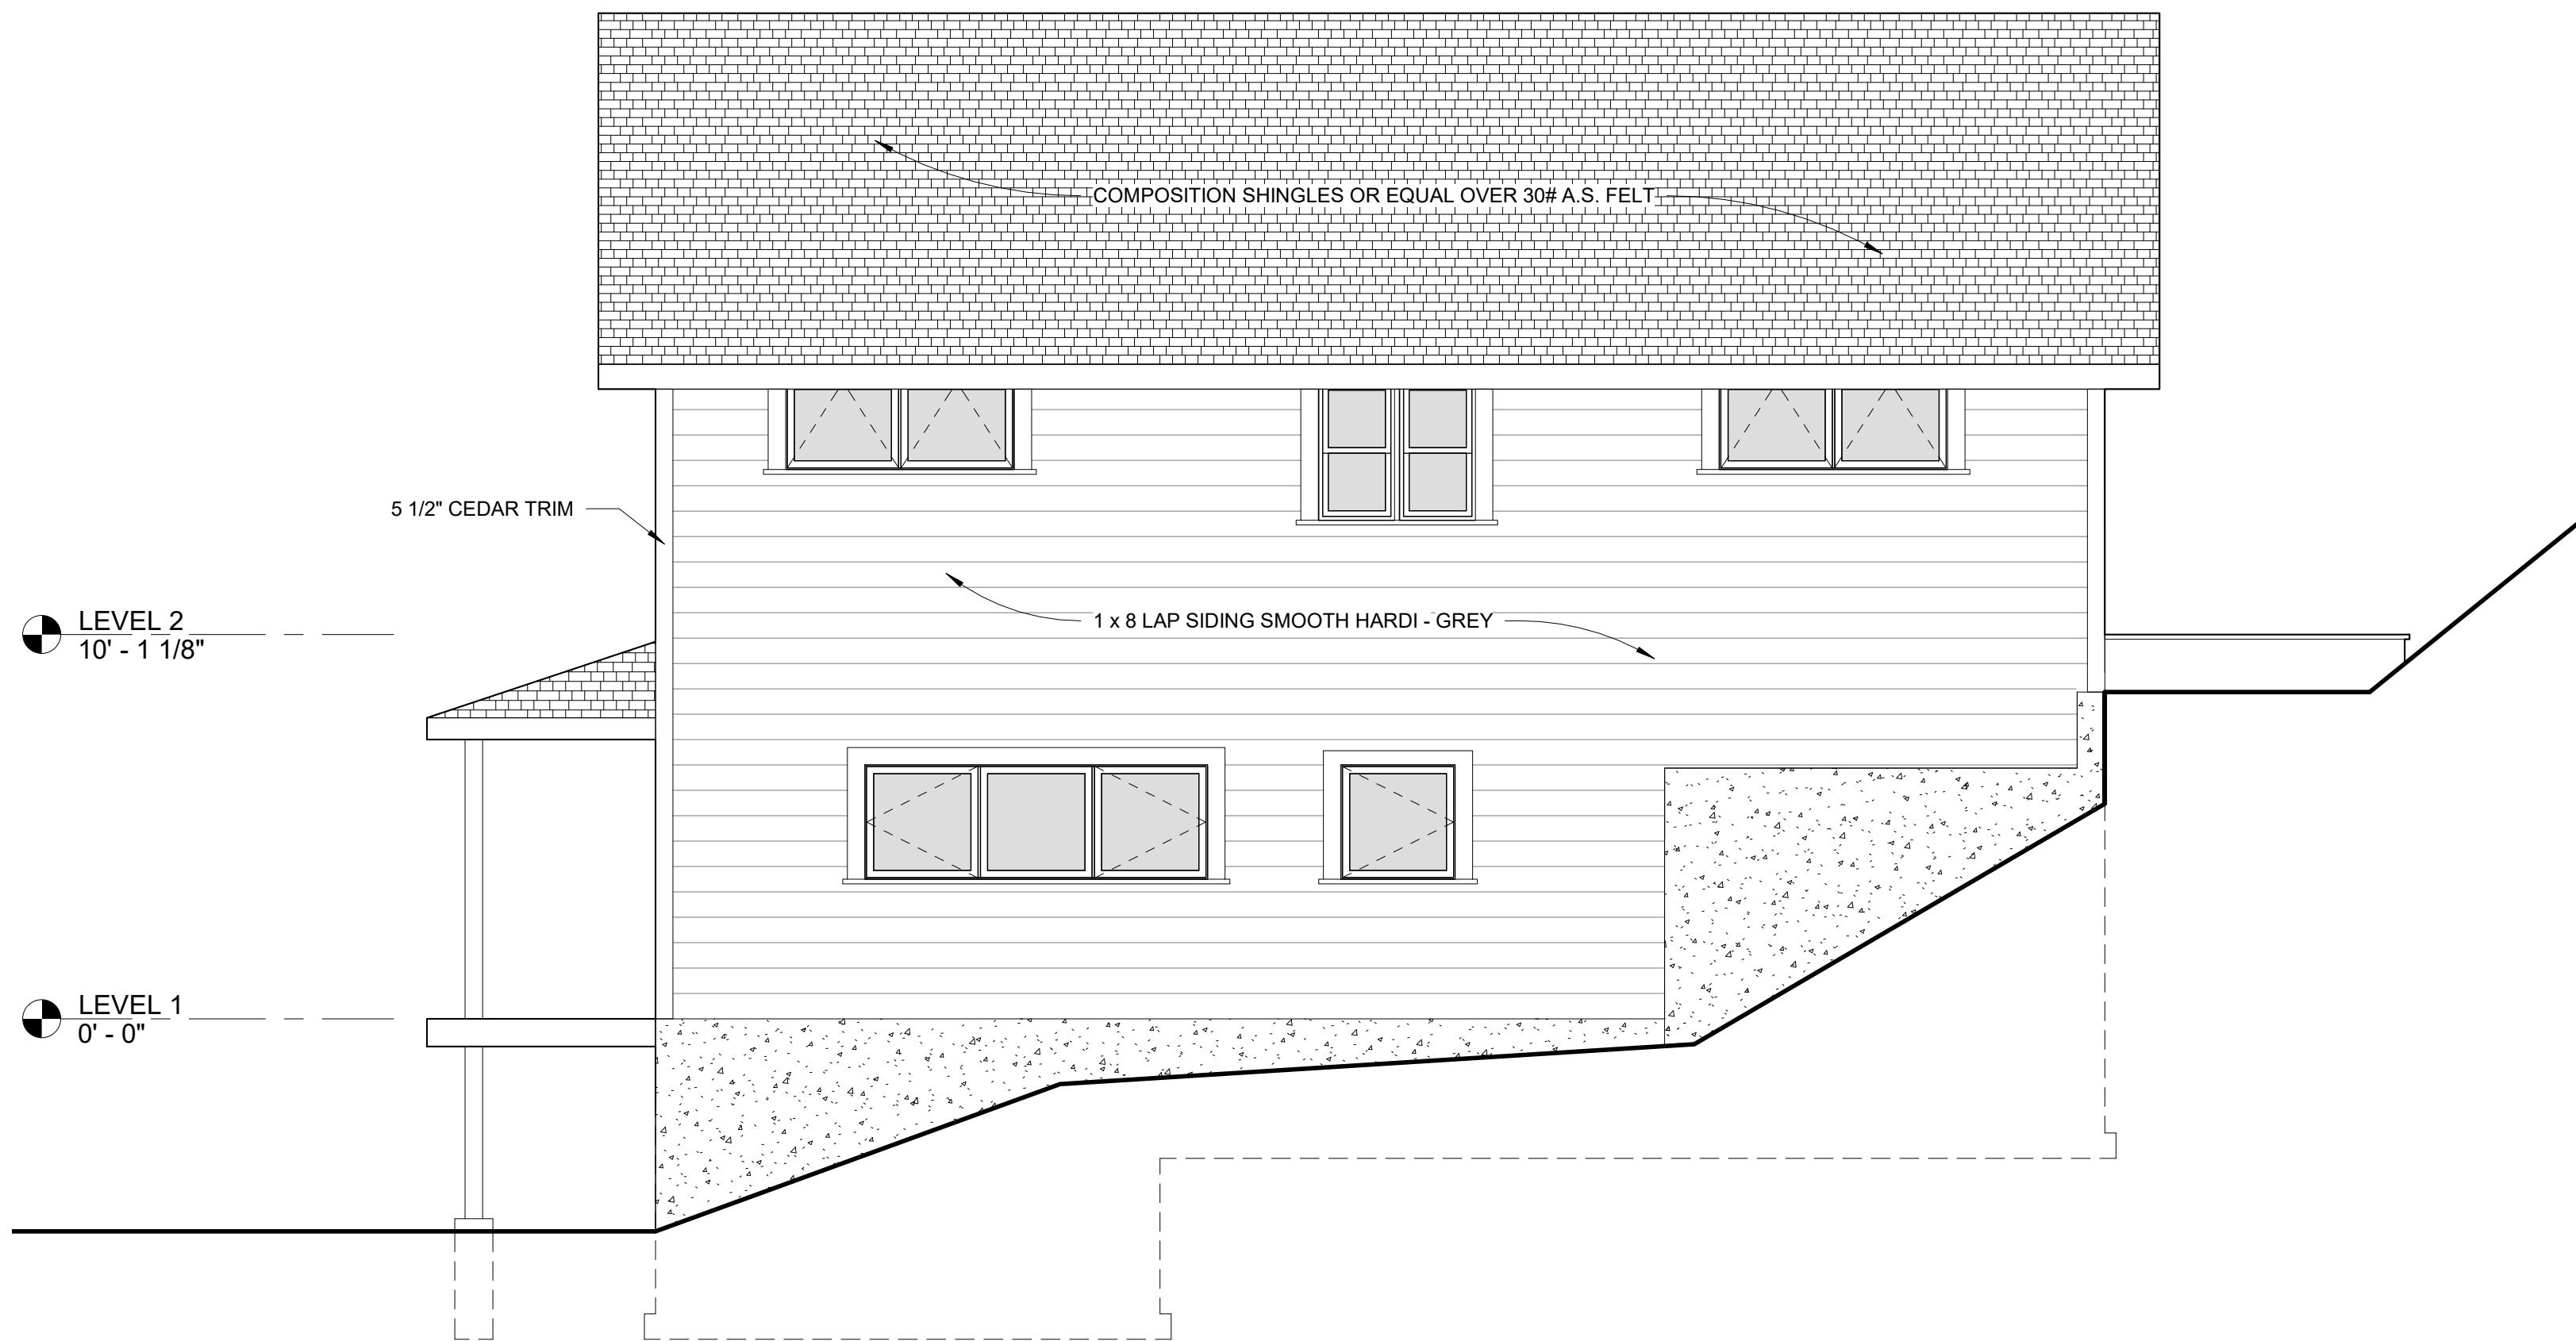 COMPOSITION SHINGLES OR EQUAL OVER 30# A.S. FELT
5 1/2" CEDAR TRIM
LEVEL 2
10' - 1 1/8"
1 x 8 LAP SIDING SMOOTH HARDI - GREY
LEVEL 1
0' - 0"